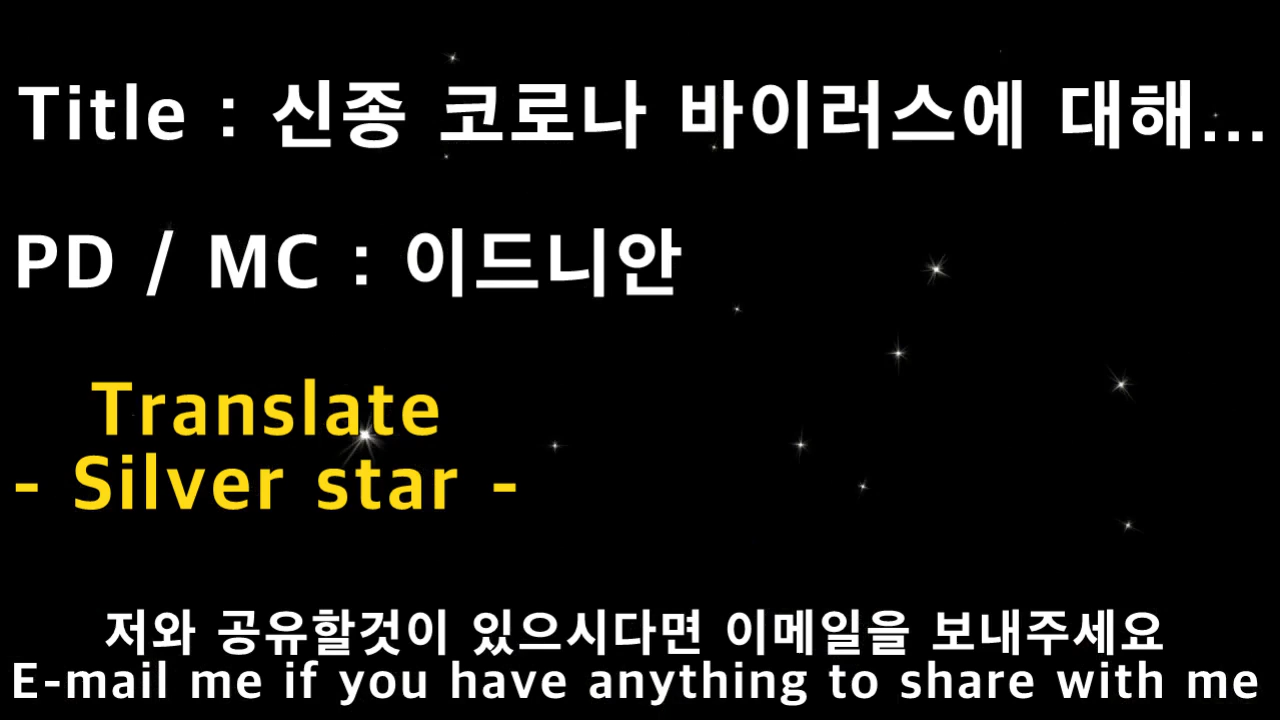 Title : 신종 코로나 바이러스에 대해...
PD / MC : 이드니안
Translate
- Silver star -
저와 공유할것이 있으시다면 이메일을 보내주세요
E-mail me if you have anything to share with me